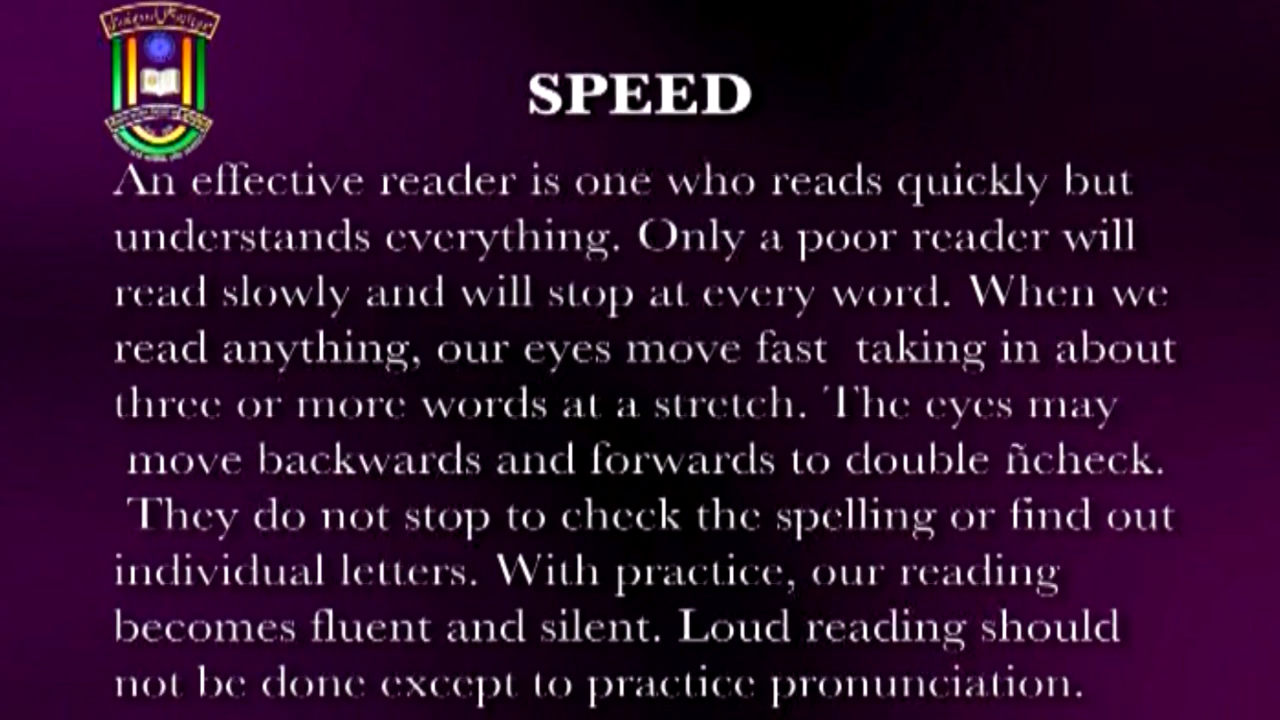 SPEED
An effective reader is one who reads quickly but
understands everything. Only a poor reader will
read slowly and will stop at every word. When we
read anything, our eyes move fast taking in about
three or more words at a stretch. The eyes may
move backwards and forwards to double ñcheck.
They do not stop to check the spelling or find out
individual letters. With practice, our reading
becomes fluent and silent. Loud reading should
not be done except to practice pronunciation.